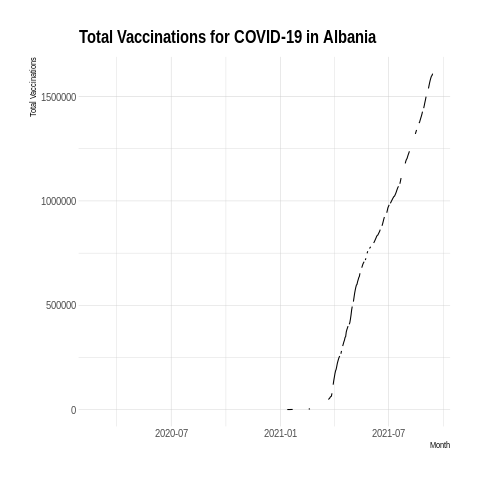 Total Vaccinations for COVID-19 in Albania
Total Vaccinations
1500000
1000000
500000
0
2020-07
2021-01
2021-07
Month